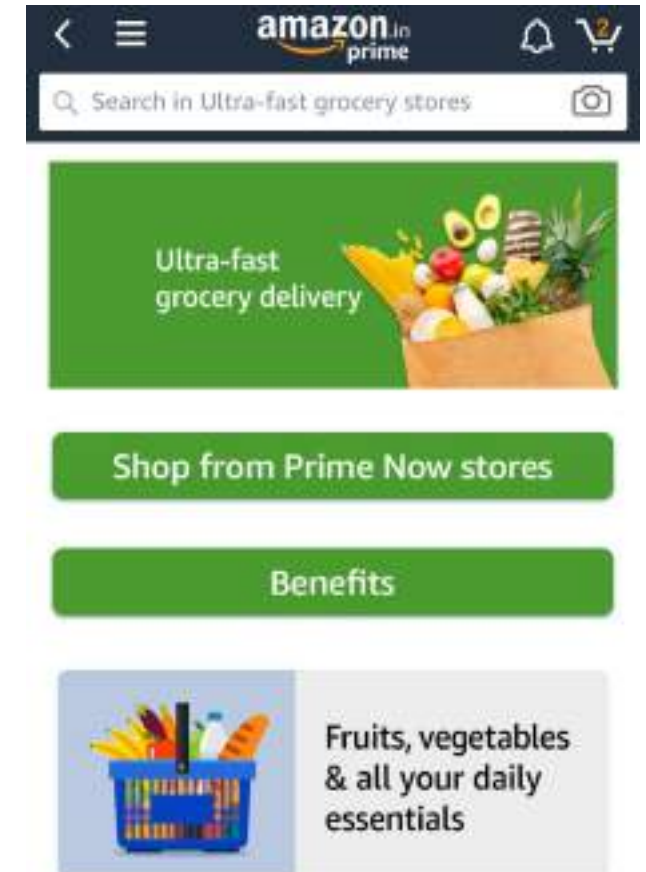 amazon.in
2
prime
Search in Ultra-fast grocery stores
Ultra-fast
grocery delivery
Shop from Prime Now stores
Benefits
Fruits, vegetables
& all your daily
essentials